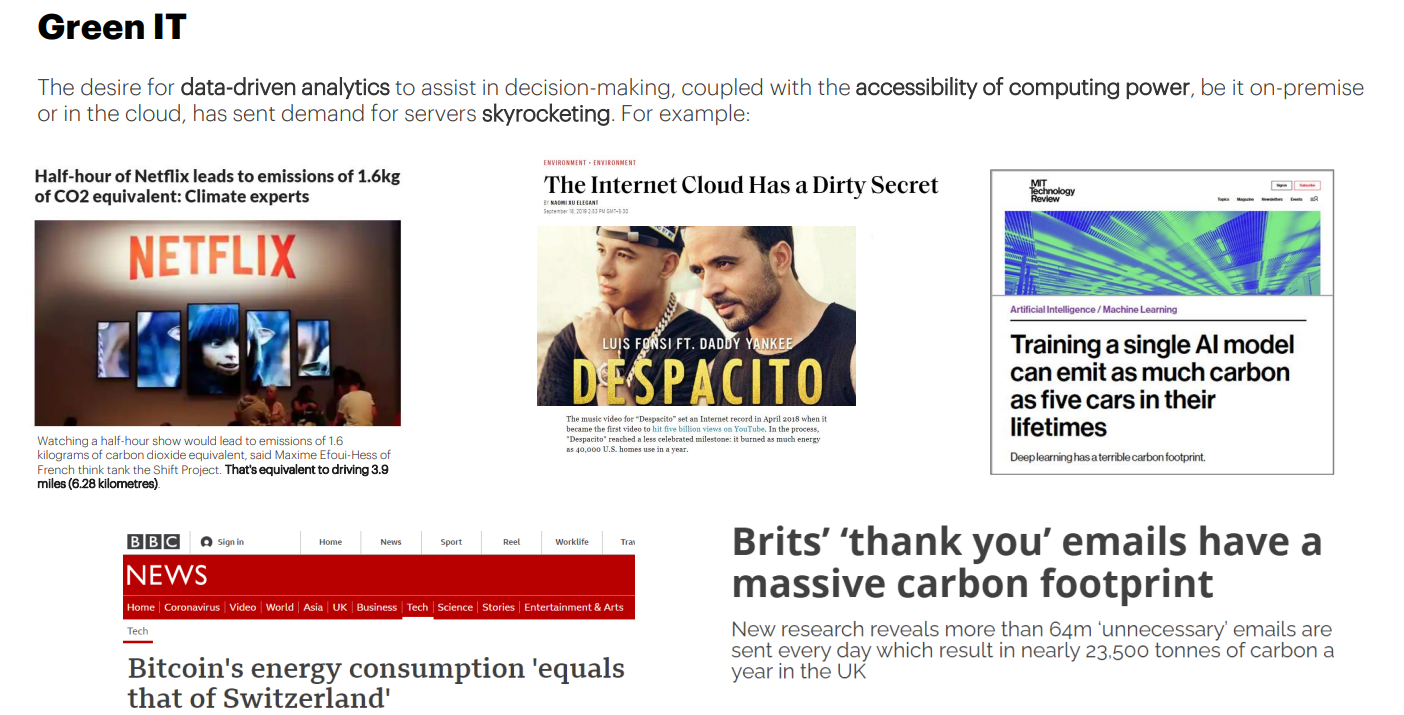 Green IT
The desire for data-driven analytics to assist in decision-making, coupled with the accessibility of computing power, be it on-premise
or in the cloud, has sent demand for servers skyrocketing. For example:
Half-hour of Netflix leads to emissions of 1.6kg
of CO2 equivalent: Climate experts
NETFLIX
Watching a half-hour show would lead to emissions of 1.6
kilograms of carbon dioxide equivalent, said Maxime Efoui-Hess of
French think tank the Shift Project. That's equivalent to driving 3.9
miles (6.28 kilometres).
ENVIRONMENT • ENVIRONMENT
The Internet Cloud Has a Dirty Secret
BY NAOMI XU ELEGANT
September 18, 2019 2:53 PM GMT+5:30
LUIS FONSI FT. DADDY YANKEE
DESPACITO
The music video for "Despacito" set an Internet record in April 2018 when it
became the first video to hit five billion views on YouTube. In the process,
"Despacito" reached a less celebrated milestone: it burned as much energy
as 40,000 U.S. homes use in a year.
MIT
Technology
Review
Sign in
Subscribe
Topics Magazine Newsletters Events
Artificial Intelligence / Machine Learning
Training a single AI model
can emit as much carbon
as five cars in their
lifetimes
Deep learning has a terrible carbon footprint.
BBC Sign in Home News Sport Reel Worklife Trav
NEWS
Home Coronavirus Video World Asia UK Business Tech Science Stories Entertainment & Arts
Tech
Bitcoin's energy consumption 'equals
that of Switzerland'
Brits' 'thank you' emails have a
massive carbon footprint
New research reveals more than 64m 'unnecessary' emails are
sent every day which result in nearly 23,500 tonnes of carbon a
year in the UK